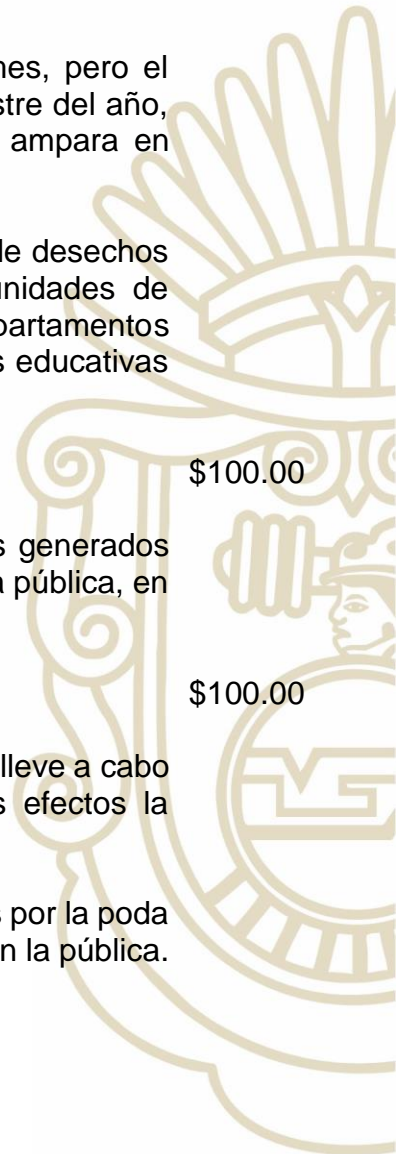 nes, pero el
stre del año,
ampara en
de desechos
unidades de
partamentos
s educativas
$100.00
s generados
a pública, en
$100.00
lleve a cabo
s efectos la
s por la poda
n la pública.